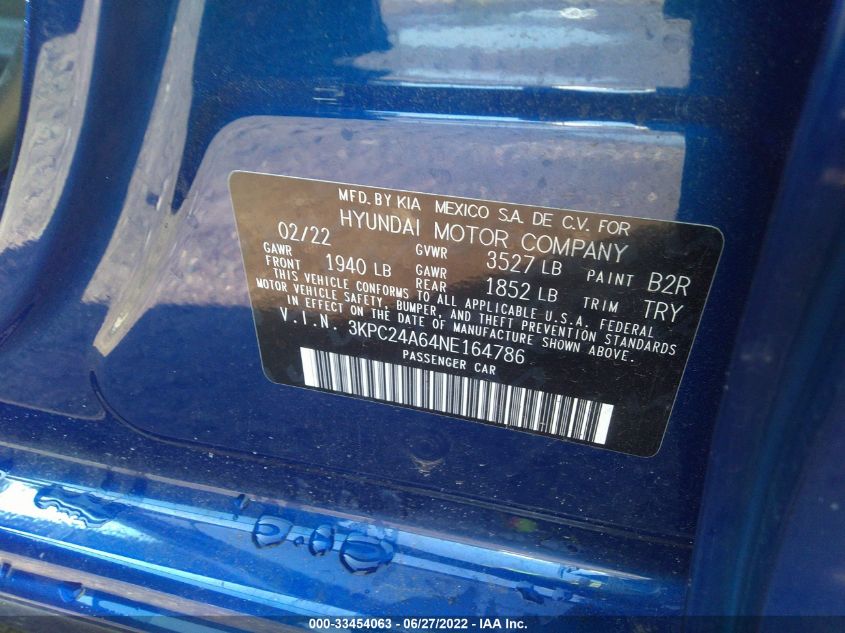 MFD. BY KIA MEXICO S.A. DE C.V. FOR
HYUNDAI MOTOR COMPANY
02/22 GVWR 3527 LB PAINT B2R
GAWR FRONT 1940 LB GAWR REAR 1852 LB TRIM TRY
THIS VEHICLE CONFORMS TO ALL APPLICABLE U.S.A. FEDERAL
MOTOR VEHICLE SAFETY, BUMPER, AND THEFT PREVENTION STANDARDS
IN EFFECT ON THE DATE OF MANUFACTURE SHOWN ABOVE.
V.I.N. 3KPC24A64NE164786
PASSENGER CAR
000-33454063 - 06/27/2022 - IAA Inc.